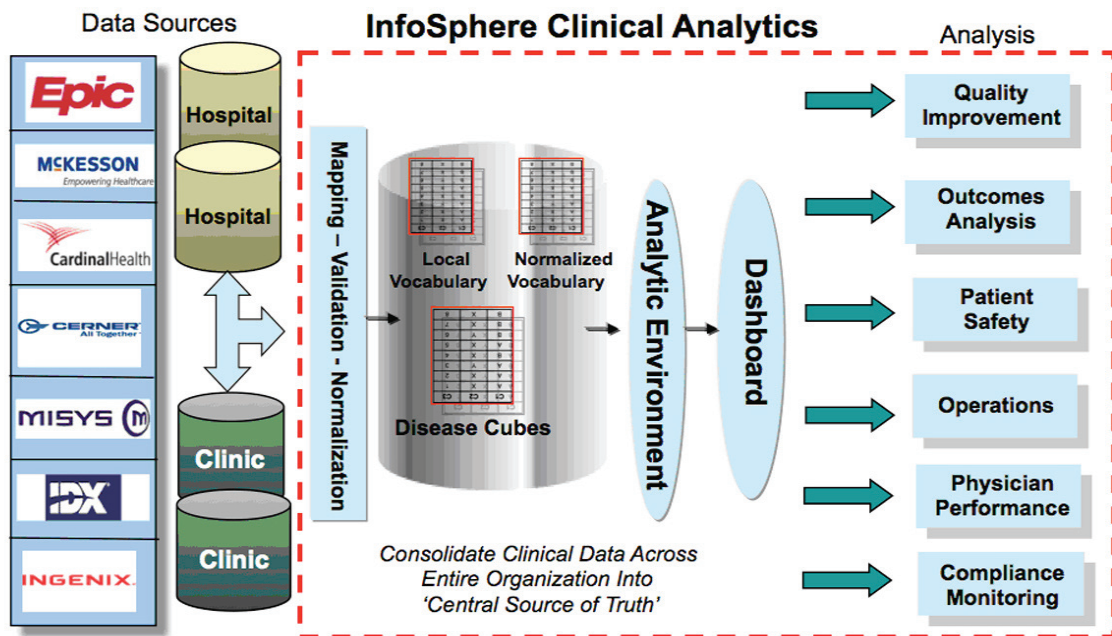 Data Sources
InfoSphere Clinical Analytics
Analysis
Epic
McKESSON
Empowering Healthcare
CardinalHealth
CERNER
All Together
MISYS
IDX
INGENIX.
Hospital
Hospital
Clinic
Clinic
Mapping – Validation - Normalization
Local
Vocabulary
Normalized
Vocabulary
Disease Cubes
Analytic Environment
Dashboard
Consolidate Clinical Data Across
Entire Organization Into
‘Central Source of Truth’
Quality
Improvement
Outcomes
Analysis
Patient
Safety
Operations
Physician
Performance
Compliance
Monitoring